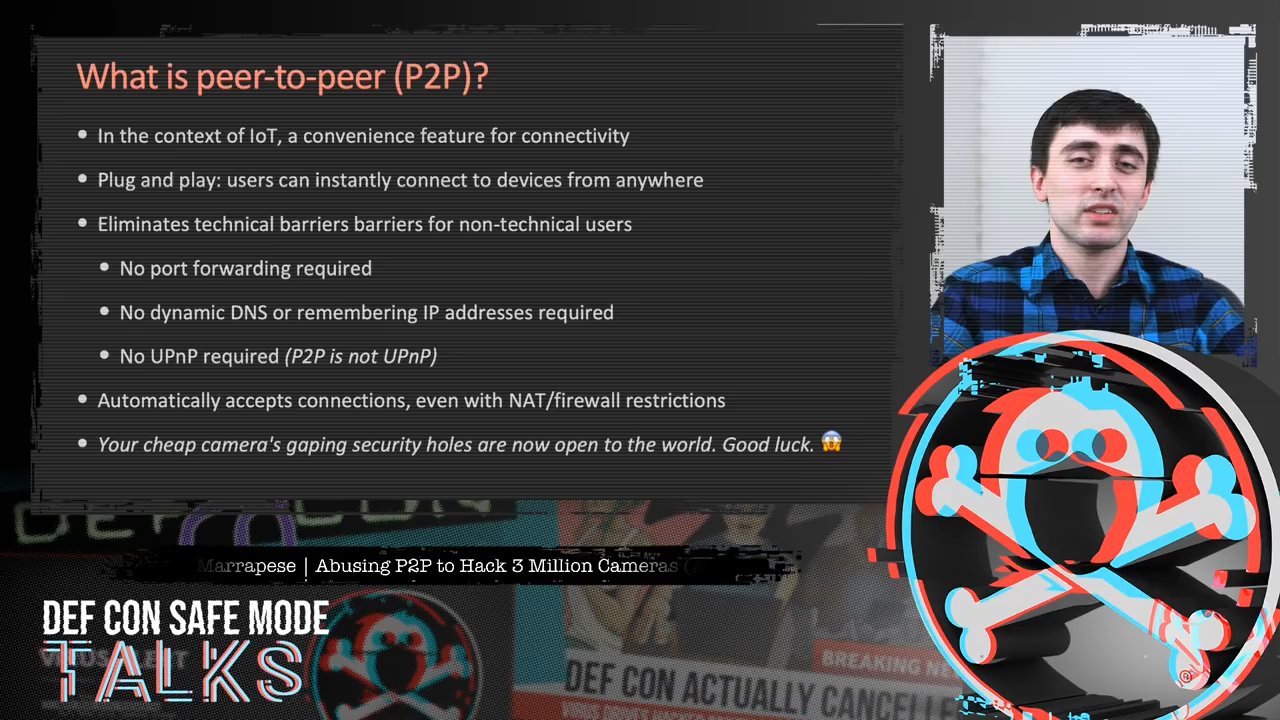 What is peer-to-peer (P2P)?
• In the context of IoT, a convenience feature for connectivity
• Plug and play: users can instantly connect to devices from anywhere
• Eliminates technical barriers barriers for non-technical users
• No port forwarding required
• No dynamic DNS or remembering IP addresses required
• No UPnP required (P2P is not UPnP)
• Automatically accepts connections, even with NAT/firewall restrictions
• Your cheap camera's gaping security holes are now open to the world. Good luck. 😱
DEF CON
Marrapese | Abusing P2P to Hack 3 Million Cameras
DEF CON SAFE MODE
TALKS
BREAKING
DEF CON ACTUALLY